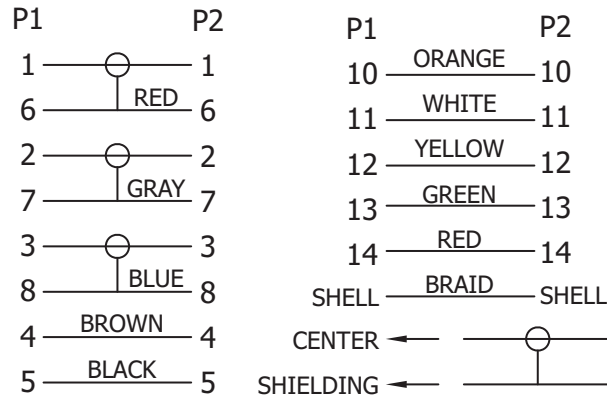 P1 P2
1 1
6 RED 6
2 2
7 GRAY 7
3 3
8 BLUE 8
4 BROWN 4
5 BLACK 5
P1 P2
10 ORANGE 10
11 WHITE 11
12 YELLOW 12
13 GREEN 13
14 RED 14
SHELL BRAID SHELL
CENTER
SHIELDING